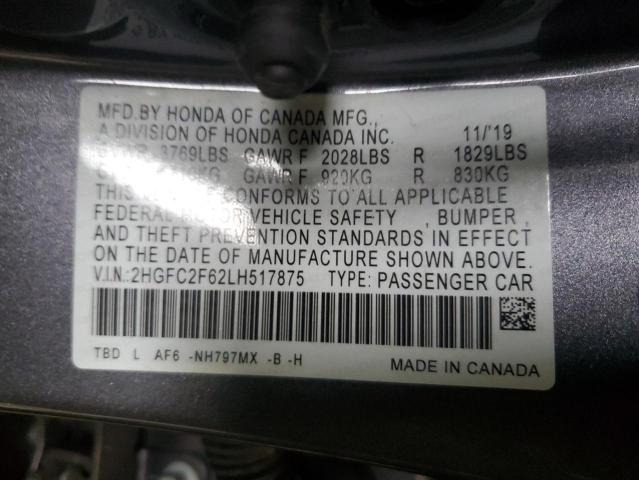 MFD.BY HONDA OF CANADA MFG.,
A DIVISION OF HONDA CANADA INC. 11/'19
3769LBS GAWR F 2028LBS R 1829LBS
GAWR F 920KG R 830KG
THIS CONFORMS TO ALL APPLICABLE
FEDERAL MOTOR VEHICLE SAFETY , BUMPER ,
AND THEFT PREVENTION STANDARDS IN EFFECT
ON THE DATE OF MANUFACTURE SHOWN ABOVE.
V.I.N.:2HGFC2F62LH517875 TYPE: PASSENGER CAR
TBD L AF6 -NH797MX -B -H
MADE IN CANADA